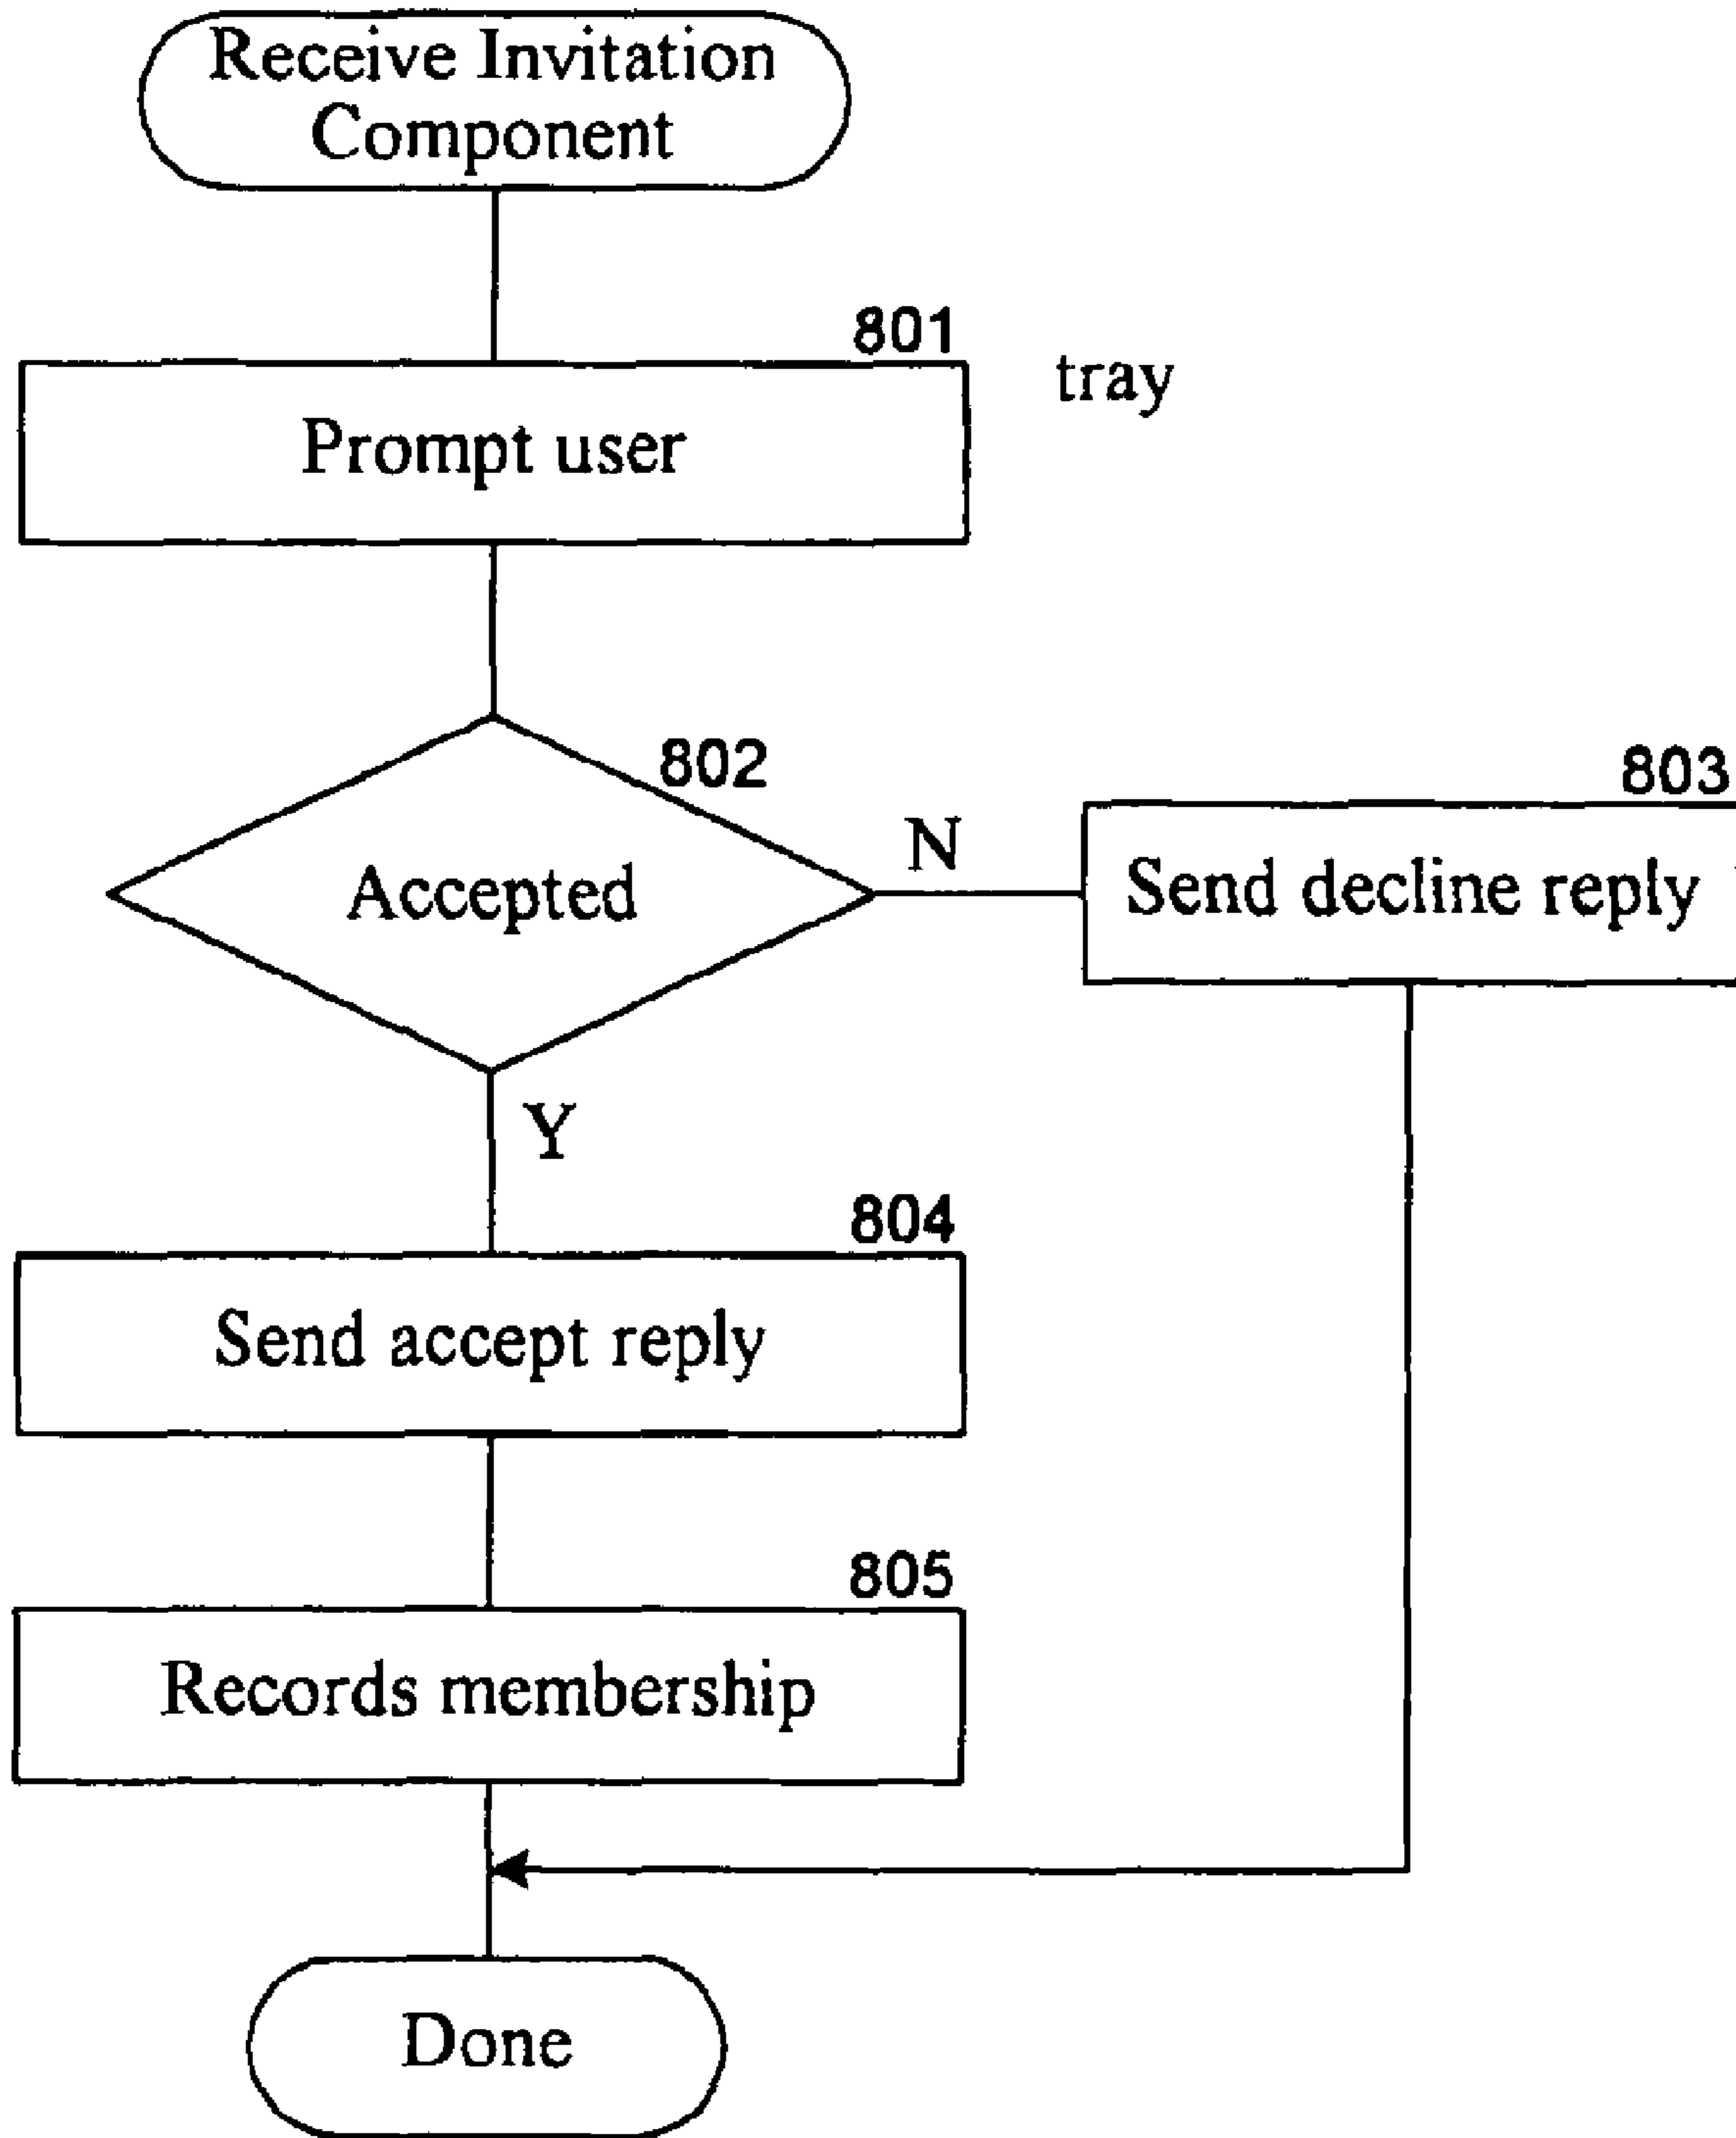 Receive Invitation
Component
801
tray
Prompt user
802
803
N
Accepted
Send decline reply
Y
804
Send accept reply
805
Records membership
Done